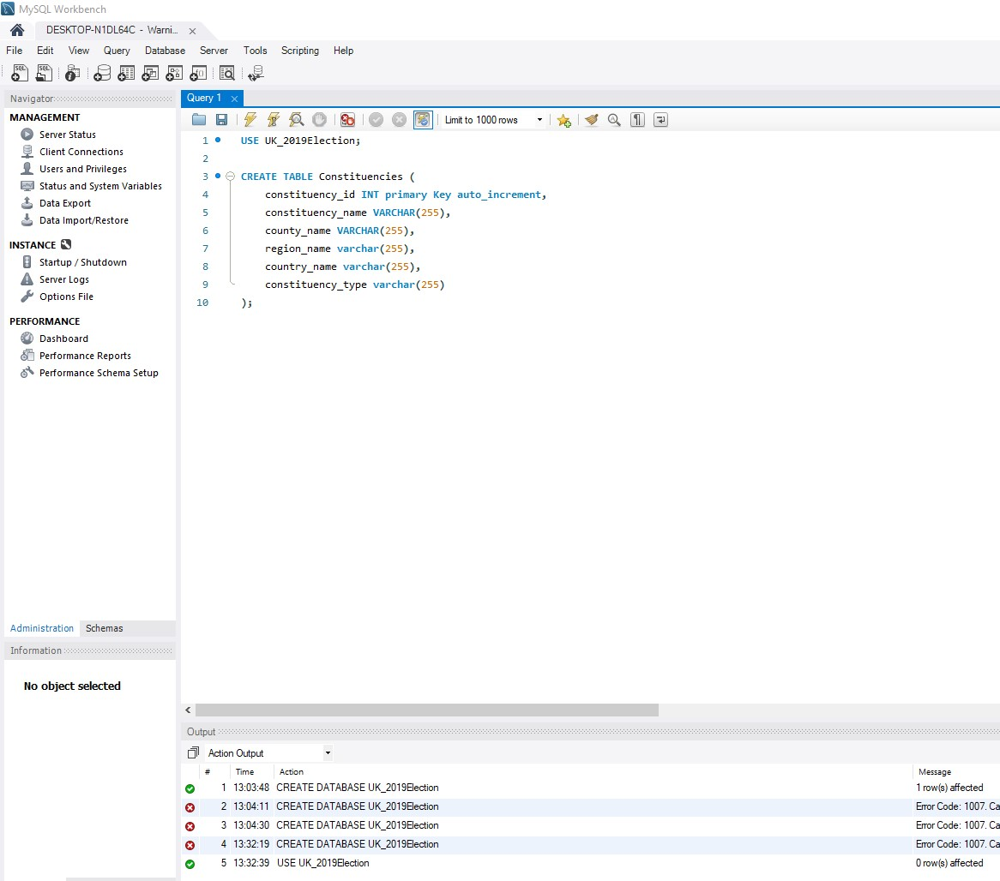 MySQL Workbench
DESKTOP-N1DL64C - Warni...
File Edit View Query Database Server Tools Scripting Help
Navigator
MANAGEMENT
Server Status
Client Connections
Users and Privileges
Status and System Variables
Data Export
Data Import/Restore
INSTANCE
Startup / Shutdown
Server Logs
Options File
PERFORMANCE
Dashboard
Performance Reports
Performance Schema Setup
Administration Schemas
Information
No object selected
Query 1
Limit to 1000 rows
1 USE UK_2019Election;
2
3 CREATE TABLE Constituencies (
4 constituency_id INT primary Key auto_increment,
5 constituency_name VARCHAR(255),
6 county_name VARCHAR(255),
7 region_name varchar(255),
8 country_name varchar(255),
9 constituency_type varchar(255)
10 );
Output
Action Output
# Time Action Message
1 13:03:48 CREATE DATABASE UK_2019Election 1 row(s) affected
2 13:04:11 CREATE DATABASE UK_2019Election Error Code: 1007. Ca
3 13:04:30 CREATE DATABASE UK_2019Election Error Code: 1007. Ca
4 13:32:19 CREATE DATABASE UK_2019Election Error Code: 1007. Ca
5 13:32:39 USE UK_2019Election 0 row(s) affected